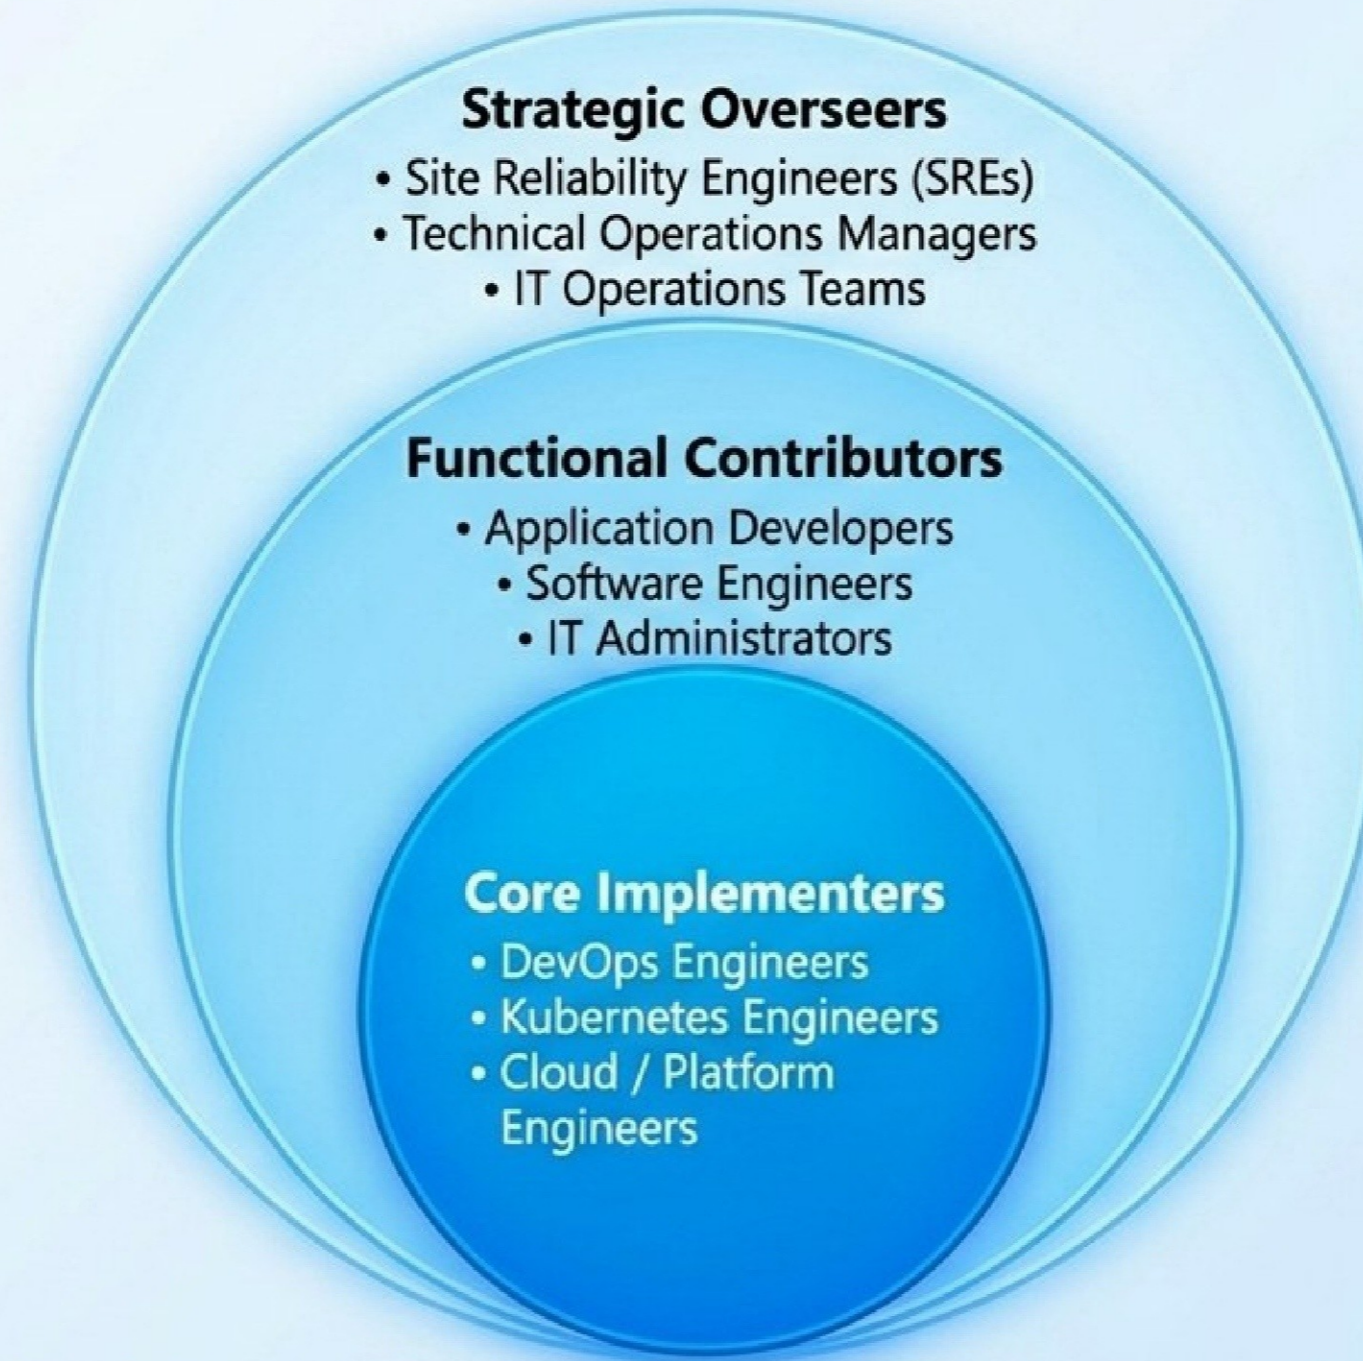 Strategic Overseers
• Site Reliability Engineers (SREs)
• Technical Operations Managers
• IT Operations Teams
Functional Contributors
• Application Developers
• Software Engineers
• IT Administrators
Core Implementers
• DevOps Engineers
• Kubernetes Engineers
• Cloud / Platform
Engineers